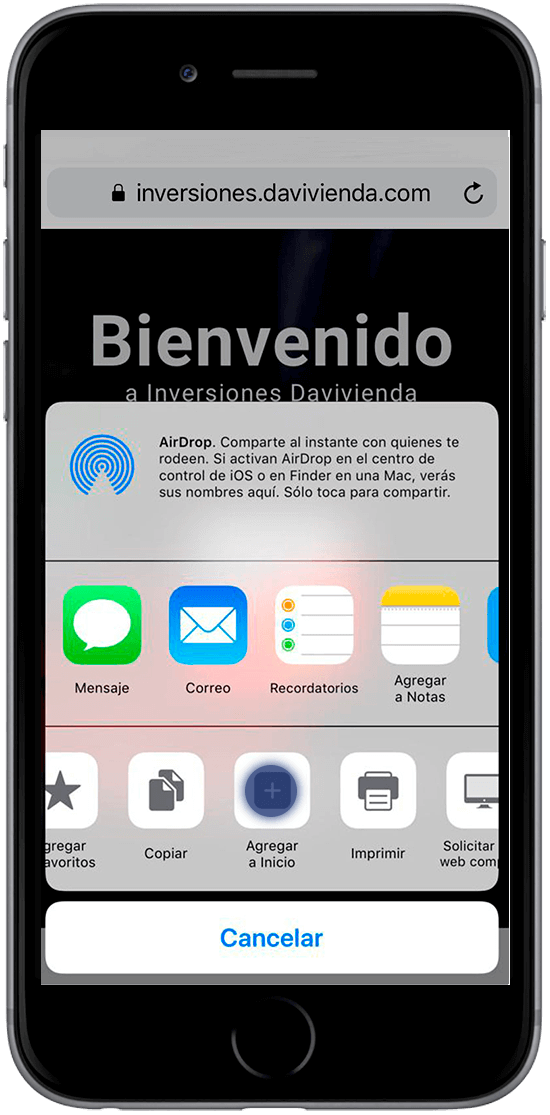 inversiones.davivienda.com
Bienvenido
a Inversiones Davivienda
AirDrop. Comparte al instante con quienes te
rodeen. Si activan AirDrop en el centro de
control de iOS o en Finder en una Mac, verás
sus nombres aquí. Sólo toca para compartir.
Mensaje
Correo
Recordatorios
Agregar
a Notas
gregar
avoritos
Copiar
Agregar
a Inicio
Imprimir
Solicitar
web comp
Cancelar